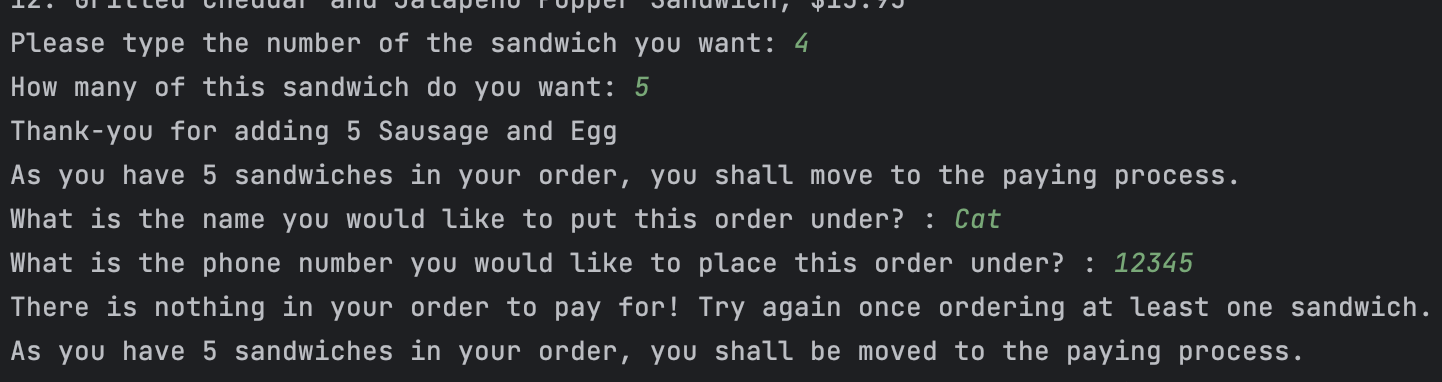 12. Grilled Cheddar and Jalapeno Popper Sandwich, $15.95
Please type the number of the sandwich you want: 4
How many of this sandwich do you want: 5
Thank-you for adding 5 Sausage and Egg
As you have 5 sandwiches in your order, you shall move to the paying process.
What is the name you would like to put this order under? : Cat
What is the phone number you would like to place this order under? : 12345
There is nothing in your order to pay for! Try again once ordering at least one sandwich.
As you have 5 sandwiches in your order, you shall be moved to the paying process.